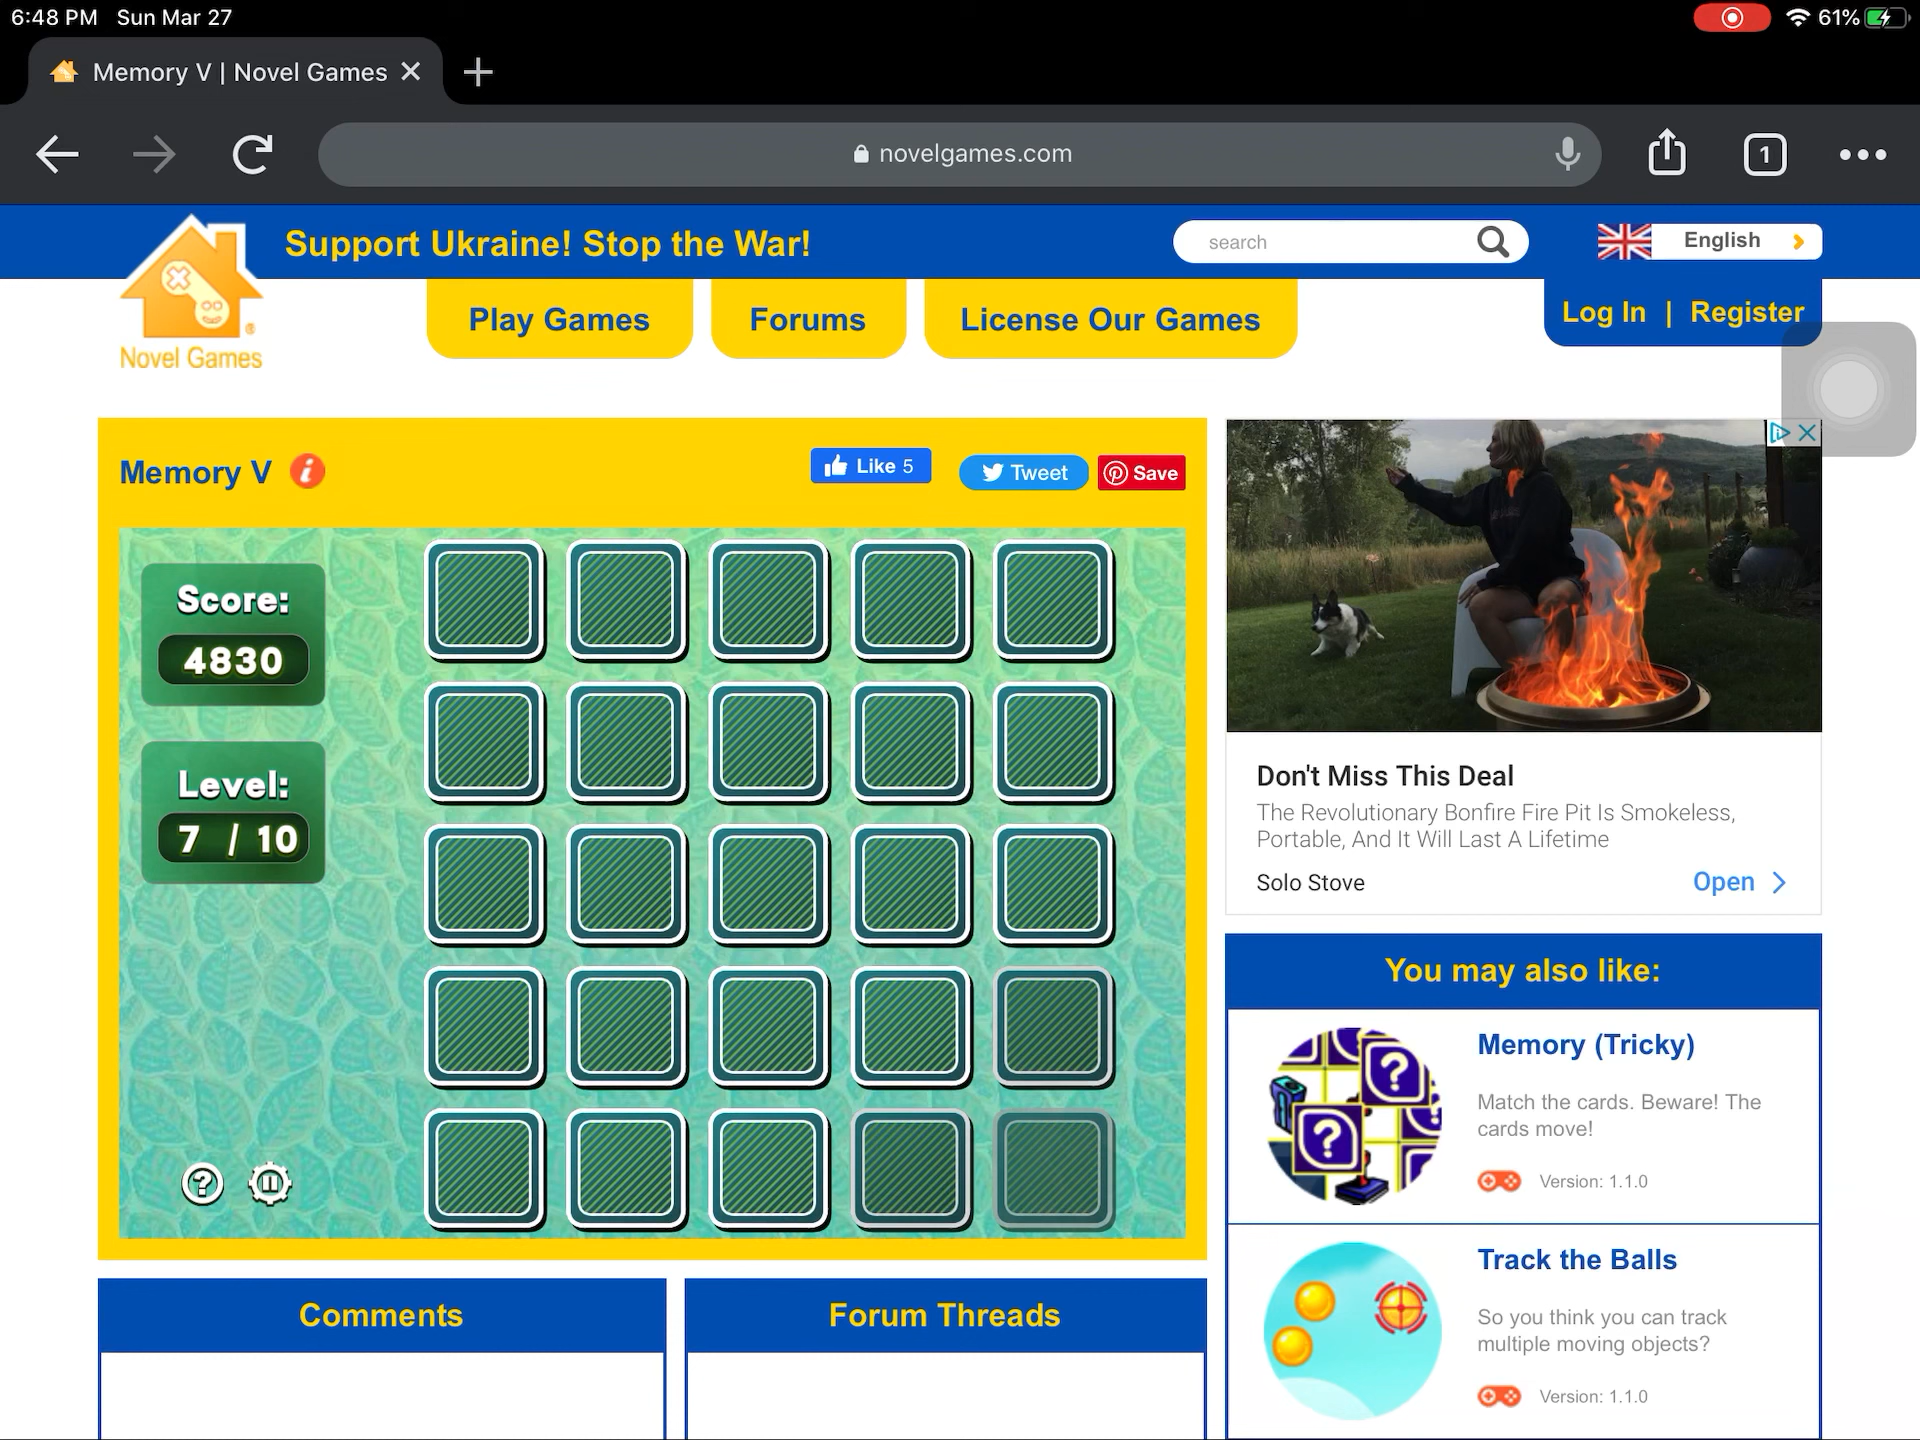 6:48 PM Sun Mar 27
61%
Memory V | Novel Games
novelgames.com
1
Support Ukraine! Stop the War!
search
English
Novel Games
Play Games
Forums
License Our Games
Log In | Register
Memory V
Like 5
Tweet
Save
Score:
4830
Level:
7 / 10
Don't Miss This Deal
The Revolutionary Bonfire Fire Pit Is Smokeless,
Portable, And It Will Last A Lifetime
Solo Stove
Open
You may also like:
Memory (Tricky)
Match the cards. Beware! The
cards move!
Version: 1.1.0
Track the Balls
So you think you can track
multiple moving objects?
Version: 1.1.0
Comments
Forum Threads